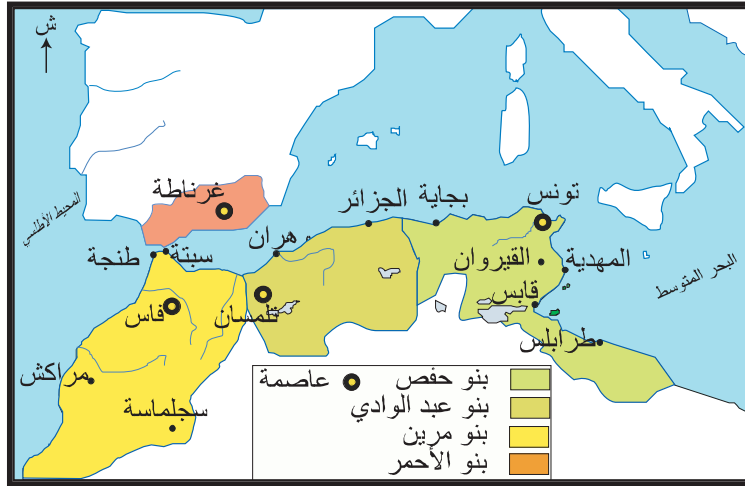 ش
غرناطة
المحيط الأطلسي
طنجة
سبتة
وهران
الجزائر
بجاية
تونس
القيروان
المهدية
البحر المتوسط
قابس
طرابلس
تلمسان
فاس
مراكش
سجلماسة
بنو حفص
عاصمة
بنو عبد الوادي
بنو مرين
بنو الأحمر